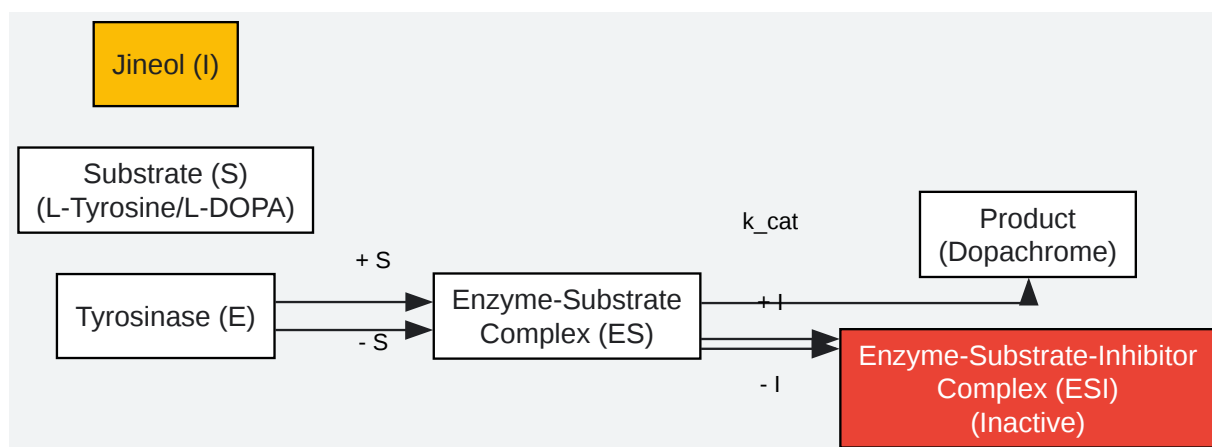 Jineol (I)
Substrate (S)
(L-Tyrosine/L-DOPA)
Tyrosinase (E)
+ S
- S
Enzyme-Substrate
Complex (ES)
k_cat
+ I
- I
Product
(Dopachrome)
Enzyme-Substrate-Inhibitor
Complex (ESI)
(Inactive)